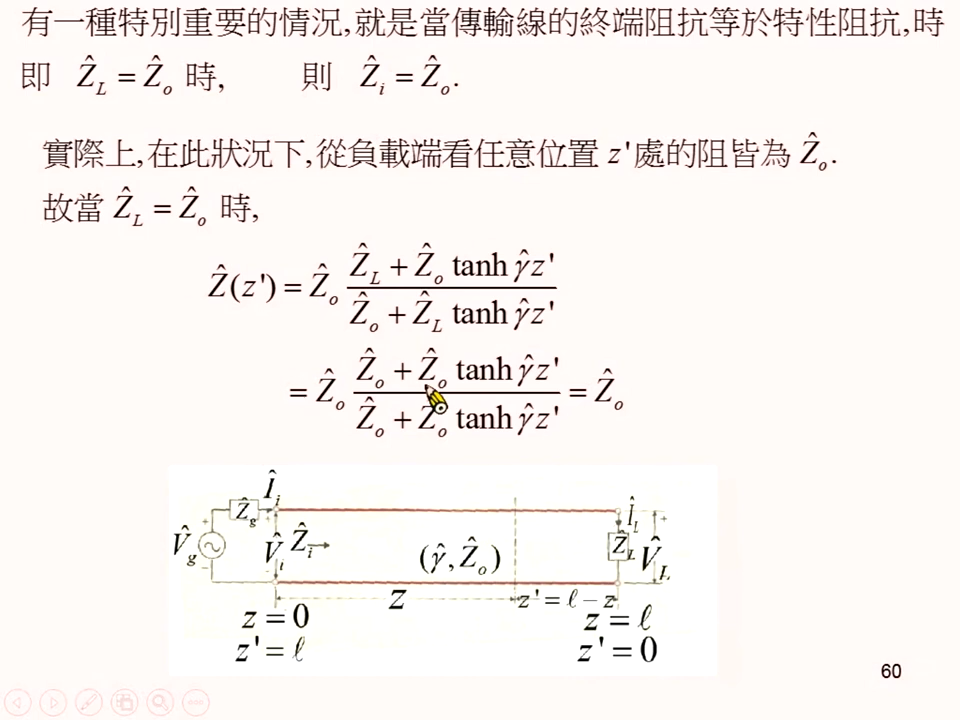 有一種特別重要的情況,就是當傳輸線的終端阻抗等於特性阻抗,時
即 Ẑ_L = Ẑ_o 時, 則 Ẑ_i = Ẑ_o.
實際上,在此狀況下,從負載端看任意位置 z'處的阻皆為 Ẑ_o.
故當 Ẑ_L = Ẑ_o 時,
Ẑ(z') = Ẑ_o (Ẑ_L + Ẑ_o tanh γ̂z') / (Ẑ_o + Ẑ_L tanh γ̂z')
= Ẑ_o (Ẑ_o + Ẑ_o tanh γ̂z') / (Ẑ_o + Ẑ_o tanh γ̂z') = Ẑ_o
Î_i
Ẑ_g
Î_L
V̂_g
V̂_i
Ẑ_i
(γ̂, Ẑ_o)
Ẑ_L
V̂_L
z
z' = ℓ − z
z = 0
z = ℓ
z' = ℓ
z' = 0
60